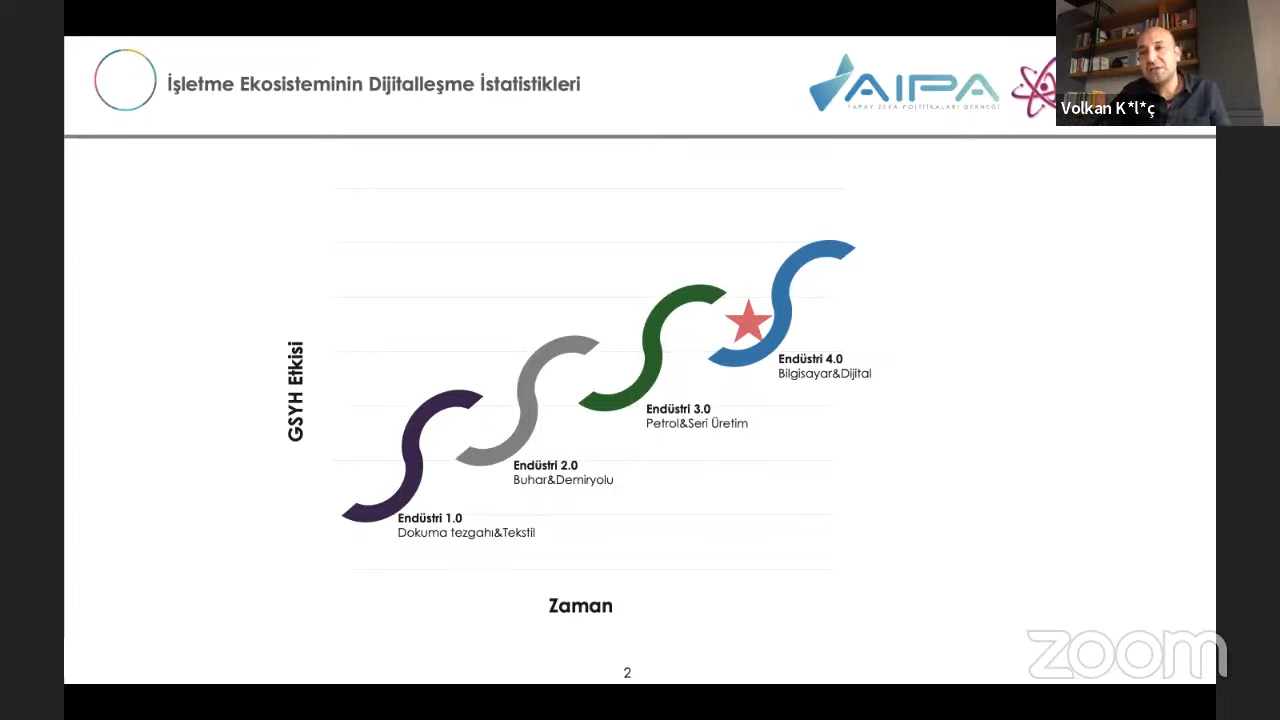 İşletme Ekosisteminin Dijitalleşme İstatistikleri
AIPA
YAPAY ZEKA POLİTİKALARI DERNEĞİ
Volkan K*l*ç
GSYH Etkisi
Endüstri 4.0
Bilgisayar&Dijital
Endüstri 3.0
Petrol&Seri Üretim
Endüstri 2.0
Buhar&Demiryolu
Endüstri 1.0
Dokuma tezgahı&Tekstil
Zaman
zoom
2